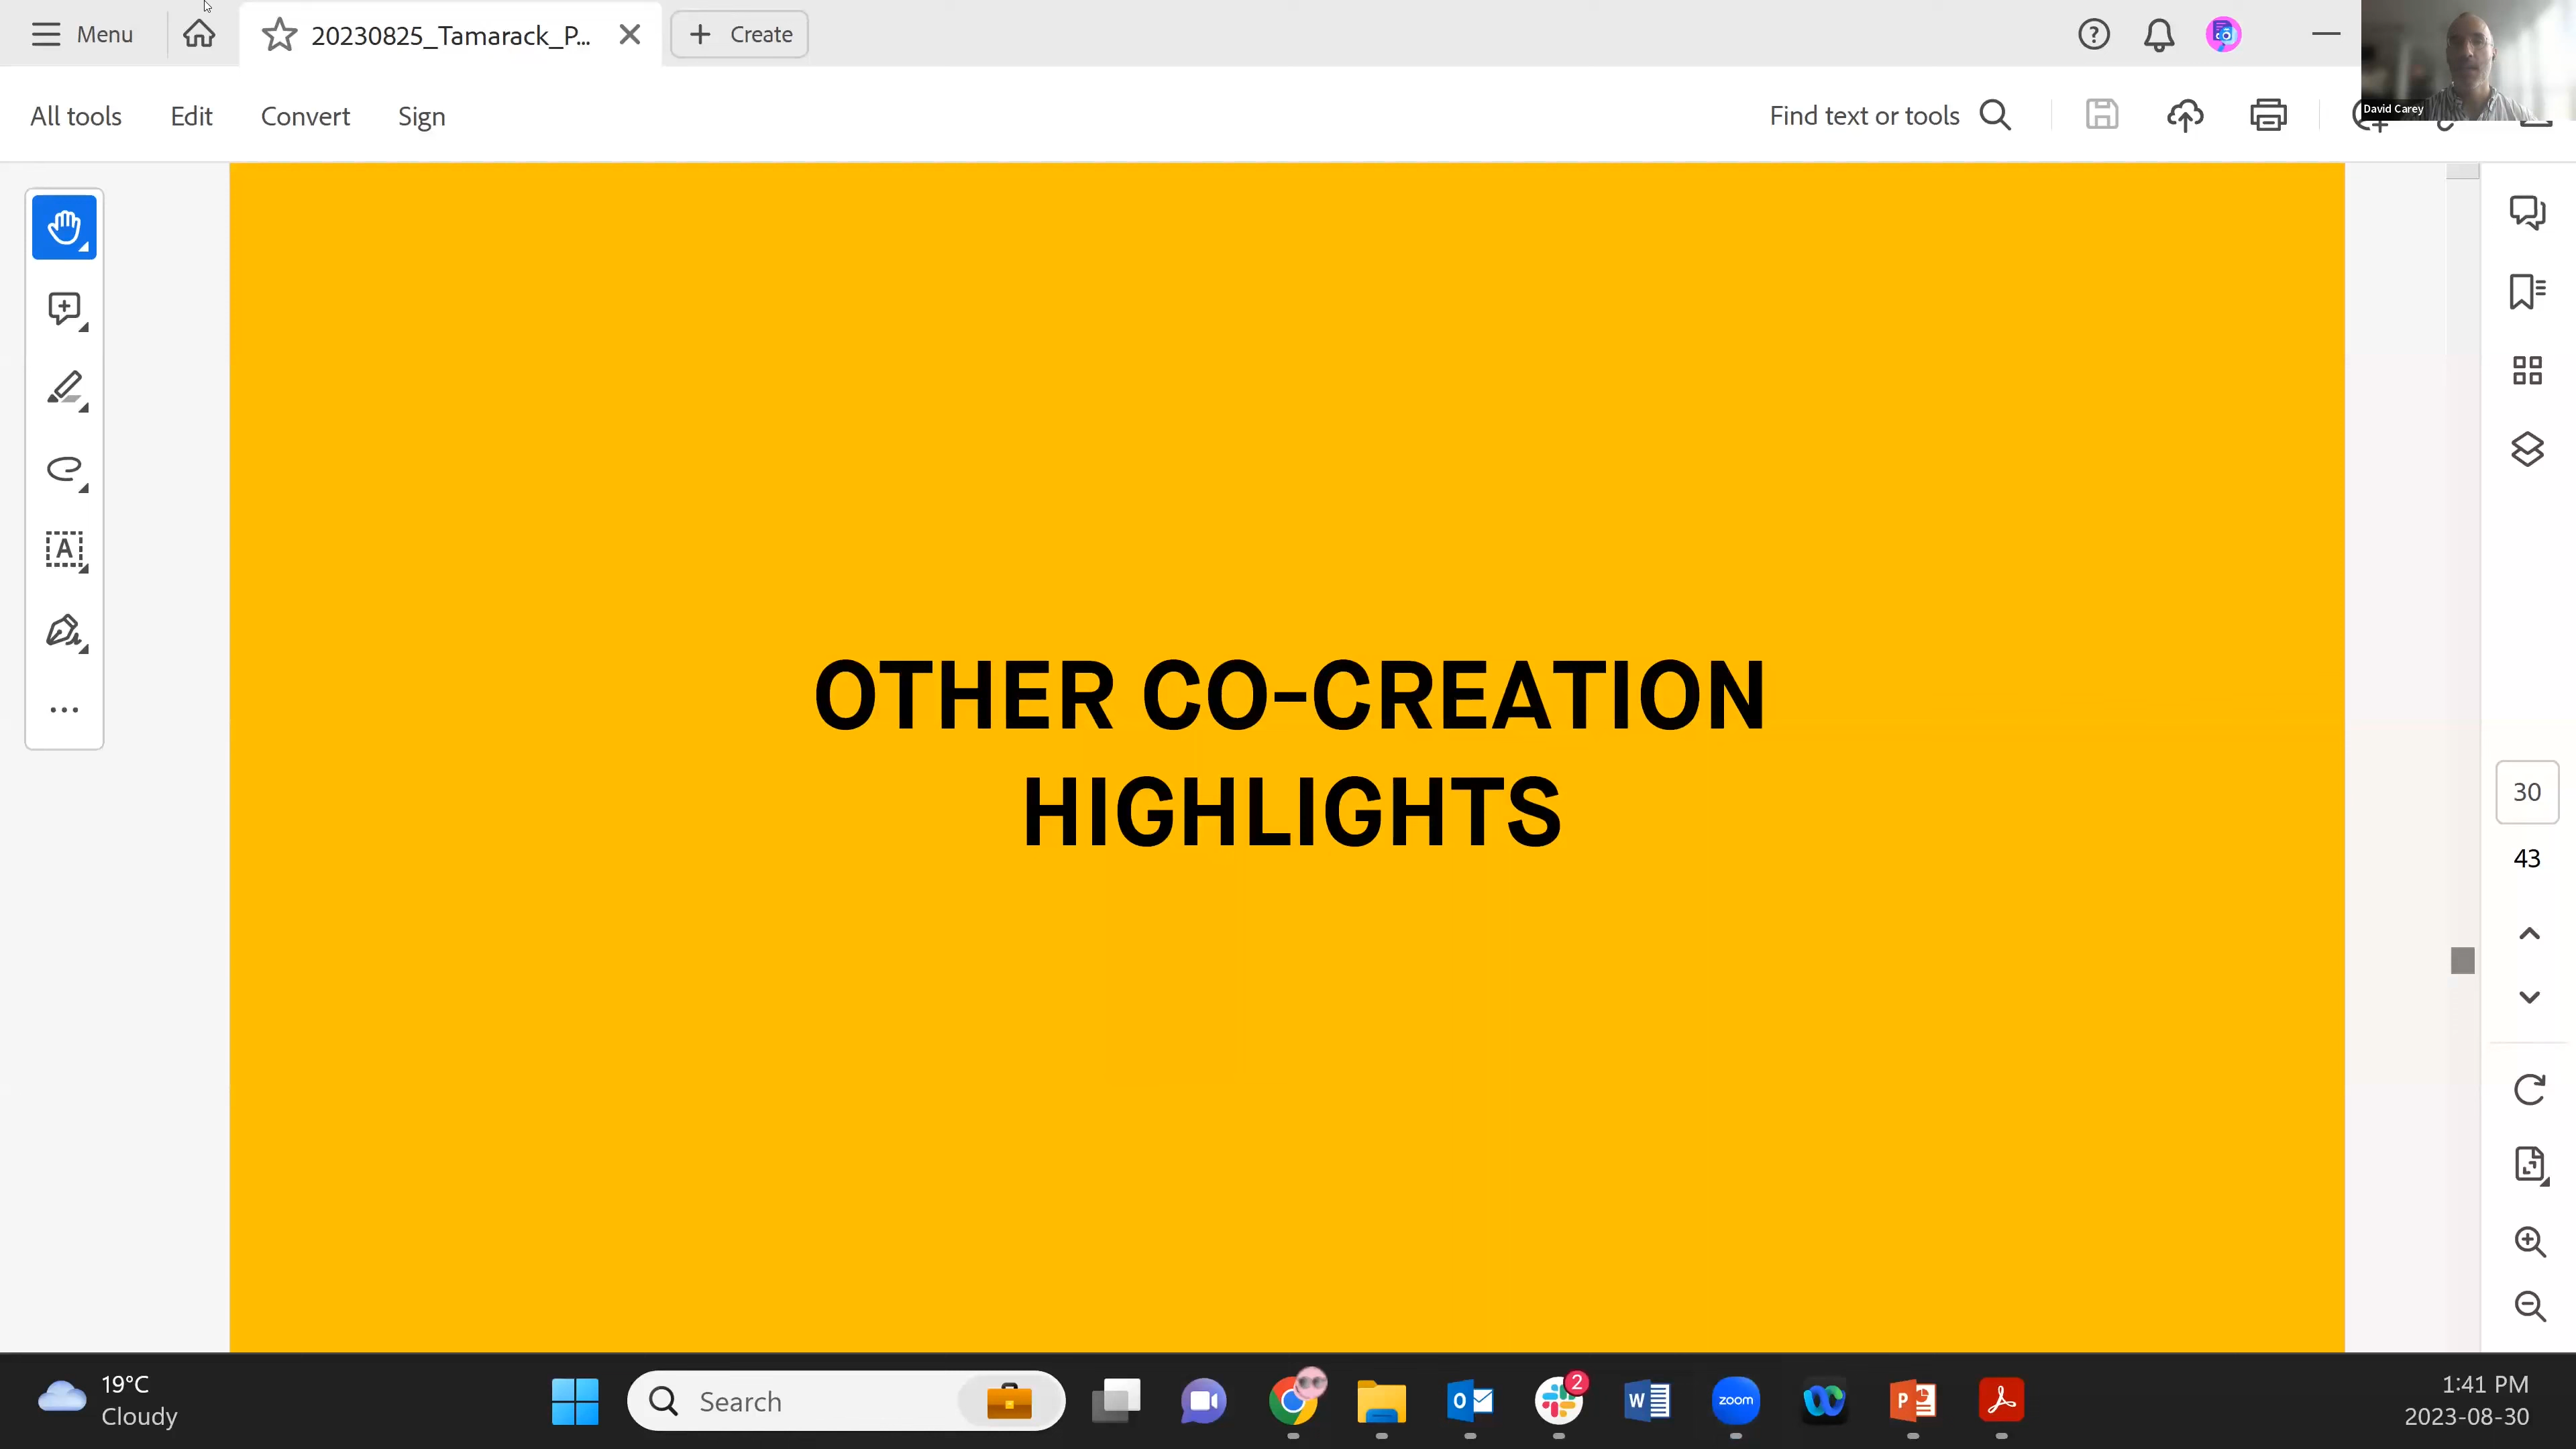 Menu
20230825_Tamarack_P...
Create
David Carey
All tools
Edit
Convert
Sign
Find text or tools
OTHER CO-CREATION
HIGHLIGHTS
30
43
19°C
Cloudy
Search
2
zoom
1:41 PM
2023-08-30